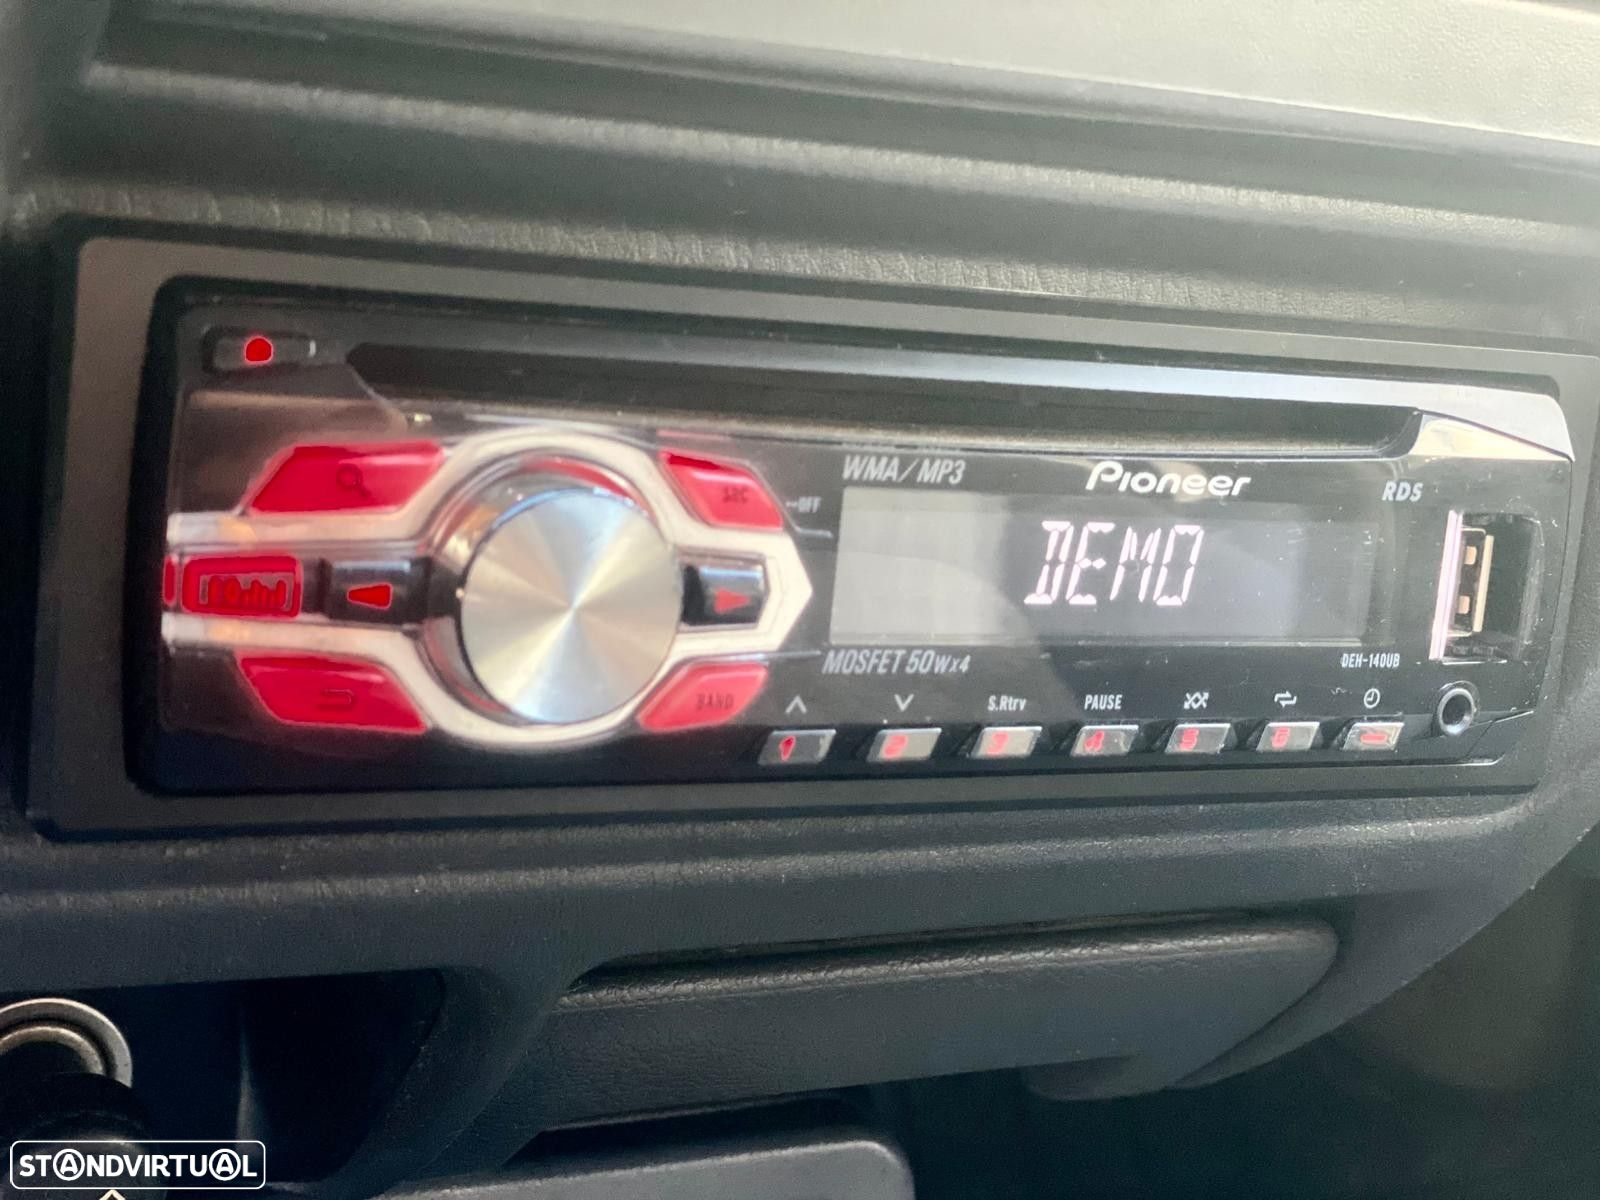 SRC
OFF
WMA/MP3
Pioneer
RDS
DEMO
MOSFET 50Wx4
DEH-140UB
BAND
S.Rtrv
PAUSE
1 2 3 4 5 6
STANDVIRTUAL